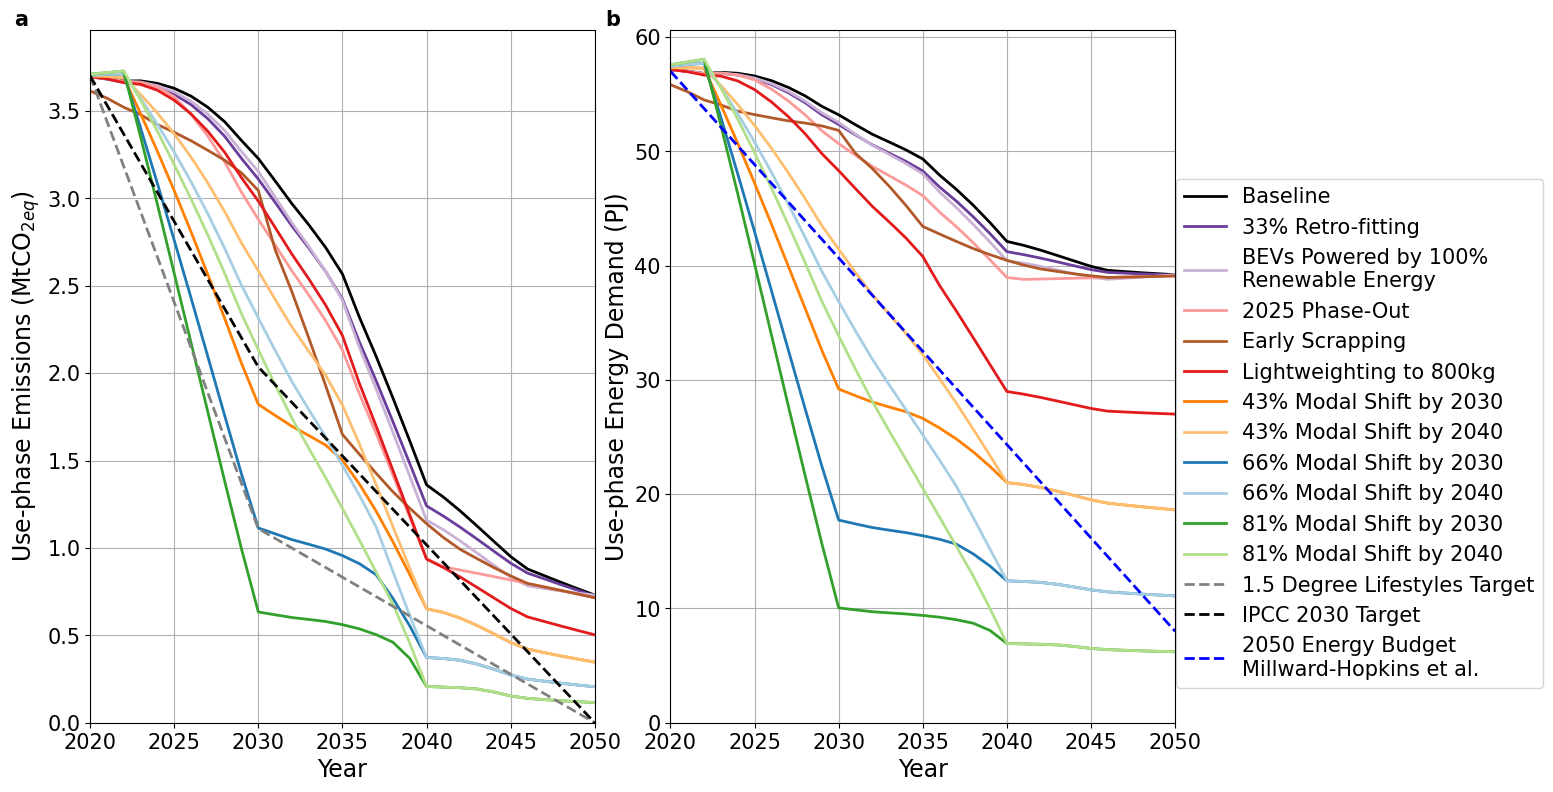 a
Use-phase Emissions (MtCO2eq)
3.5
3.0
2.5
2.0
1.5
1.0
0.5
0.0
2020 2025 2030 2035 2040 2045 2050
Year
b
Use-phase Energy Demand (PJ)
60
50
40
30
20
10
0
2020 2025 2030 2035 2040 2045 2050
Year
Baseline
33% Retro-fitting
BEVs Powered by 100%
Renewable Energy
2025 Phase-Out
Early Scrapping
Lightweighting to 800kg
43% Modal Shift by 2030
43% Modal Shift by 2040
66% Modal Shift by 2030
66% Modal Shift by 2040
81% Modal Shift by 2030
81% Modal Shift by 2040
1.5 Degree Lifestyles Target
IPCC 2030 Target
2050 Energy Budget
Millward-Hopkins et al.